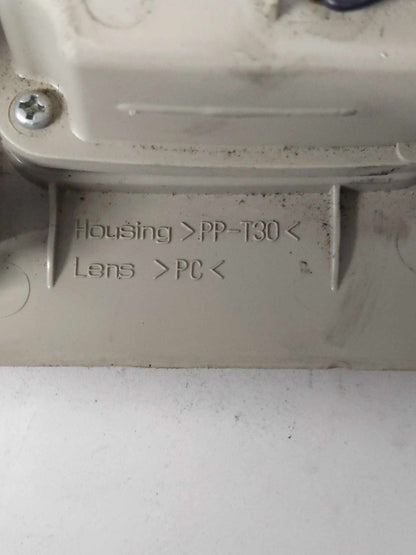 Housing >PP-T30<
Lens >PC<